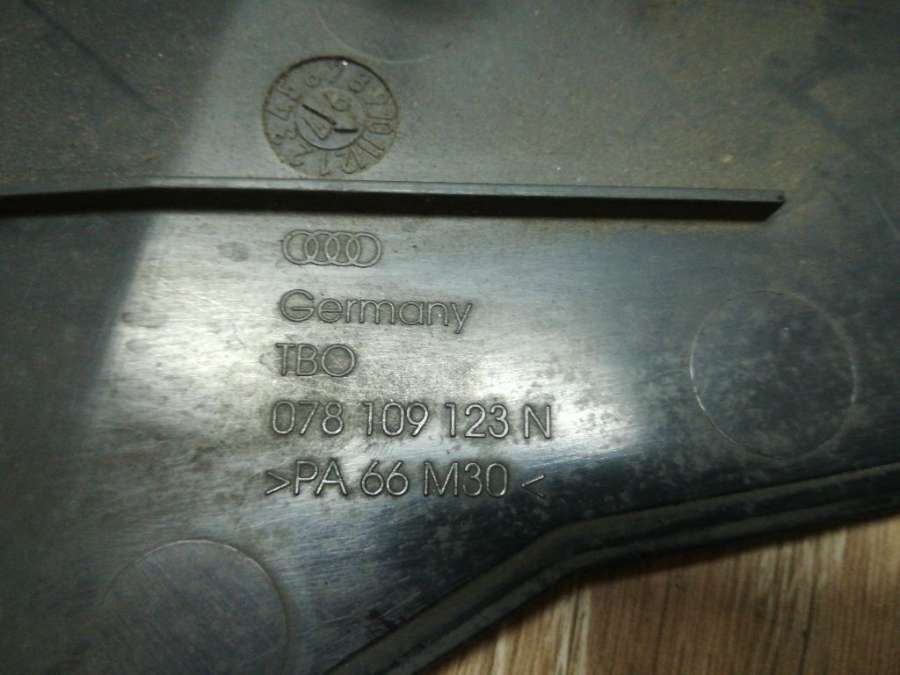 Germany
TBO
078 109 123 N
>PA 66 M30<